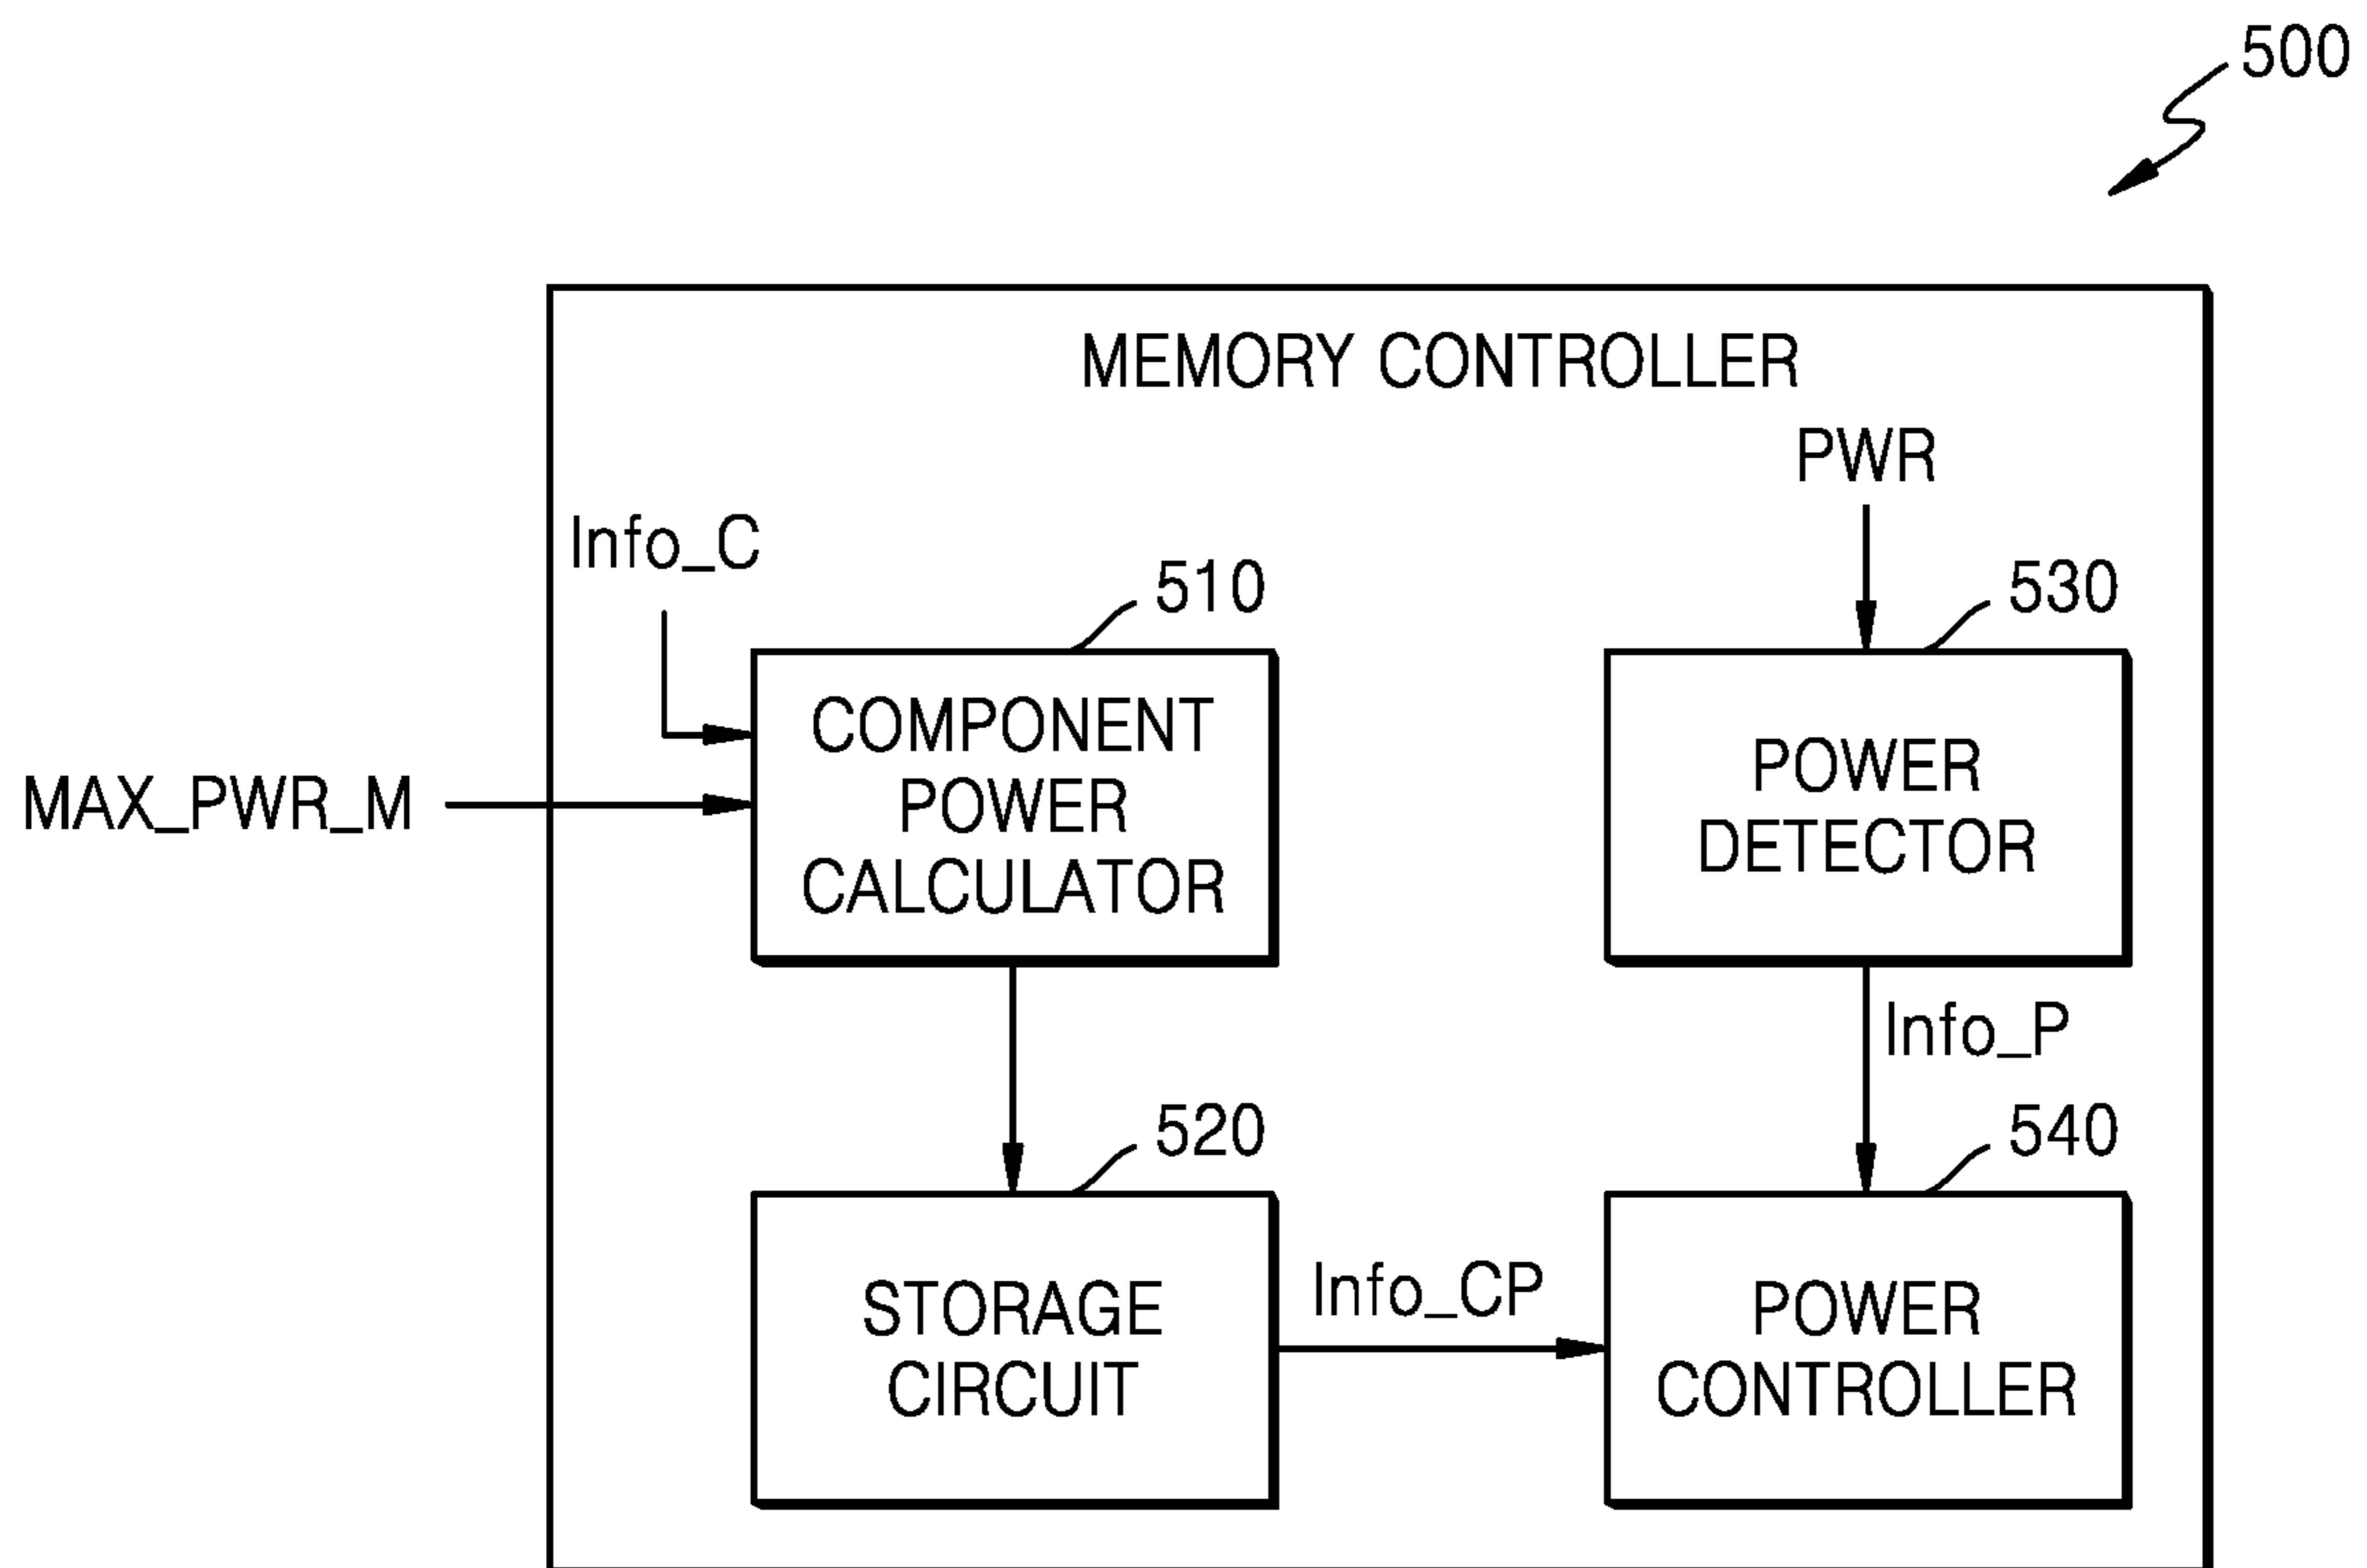 500
MEMORY CONTROLLER
PWR
Info_C
510
530
COMPONENT
POWER
CALCULATOR
POWER
DETECTOR
MAX_PWR_M
Info_P
520
540
STORAGE
CIRCUIT
Info_CP
POWER
CONTROLLER